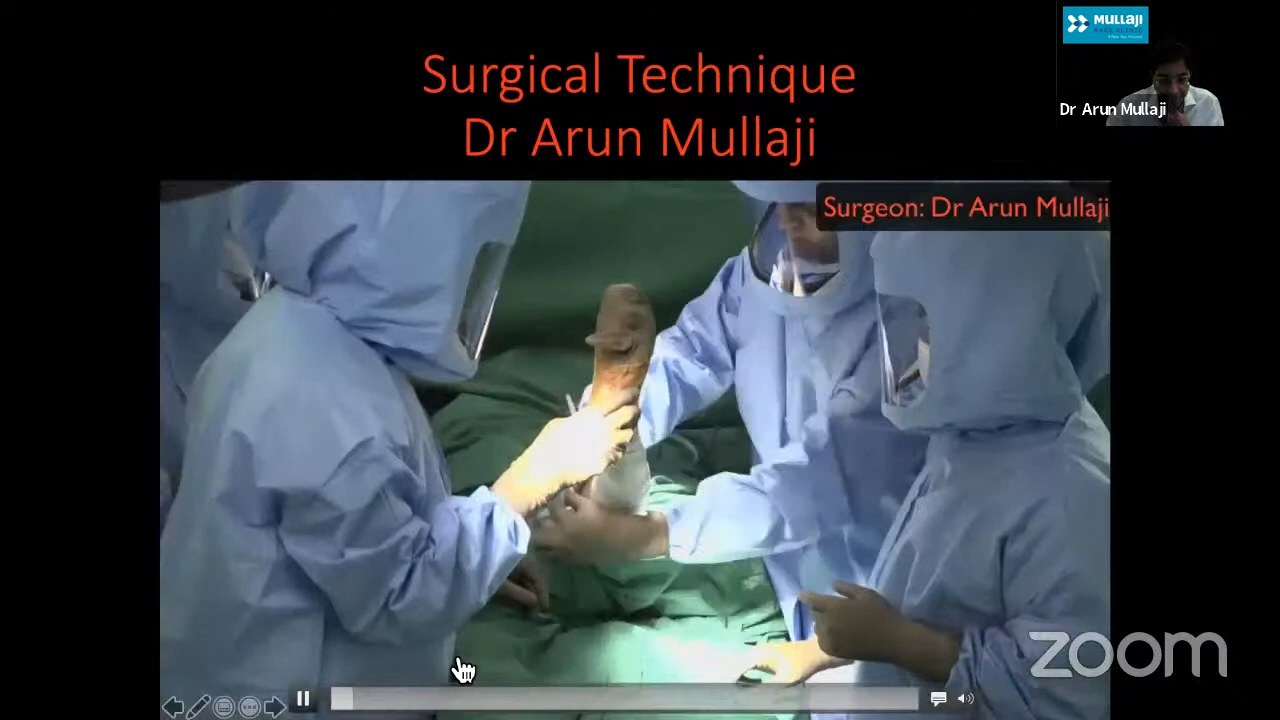 Surgical Technique
Dr Arun Mullaji
MULLAJI
Dr Arun Mullaji
Surgeon: Dr Arun Mullaji
zoom